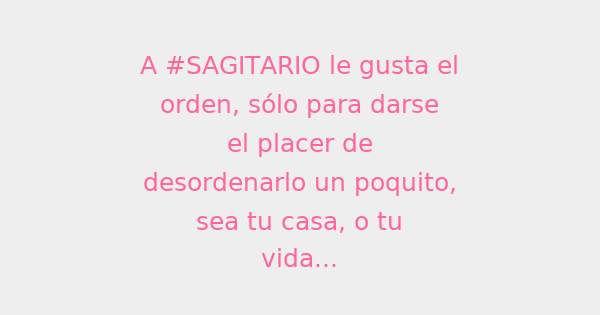 A #SAGITARIO le gusta el
orden, sólo para darse
el placer de
desordenarlo un poquito,
sea tu casa, o tu
vida...